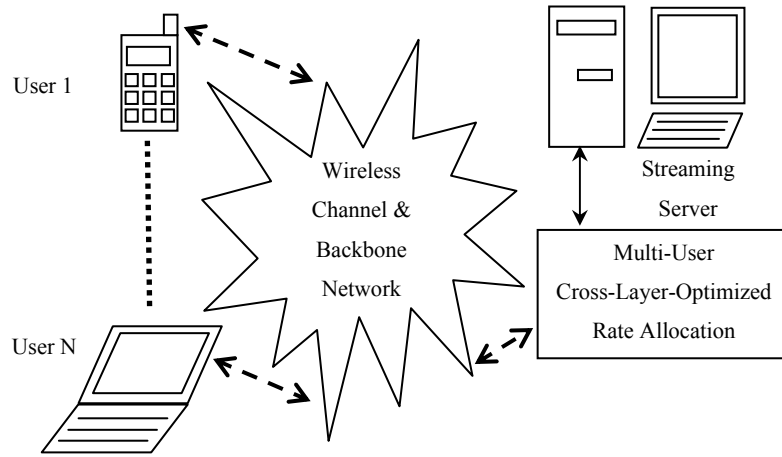 User 1
Wireless
Channel &
Backbone
Network
Streaming
Server
Multi-User
Cross-Layer-Optimized
Rate Allocation
User N